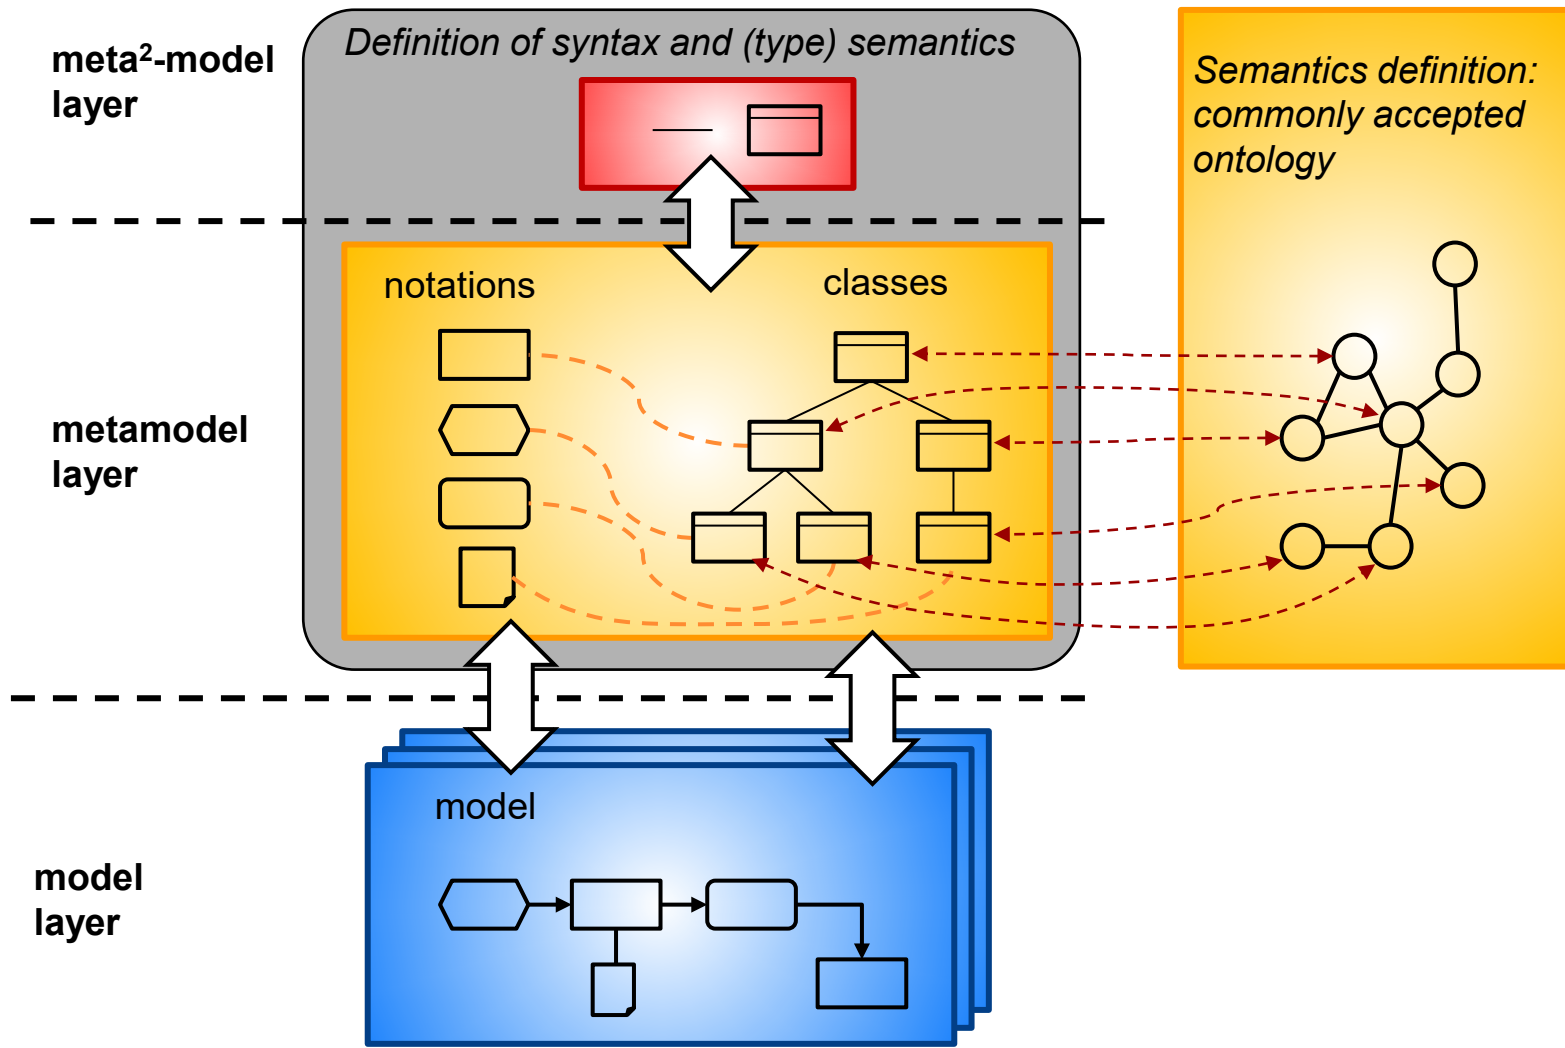 meta²-model
layer
Definition of syntax and (type) semantics
Semantics definition:
commonly accepted
ontology
notations
classes
metamodel
layer
model
model
layer